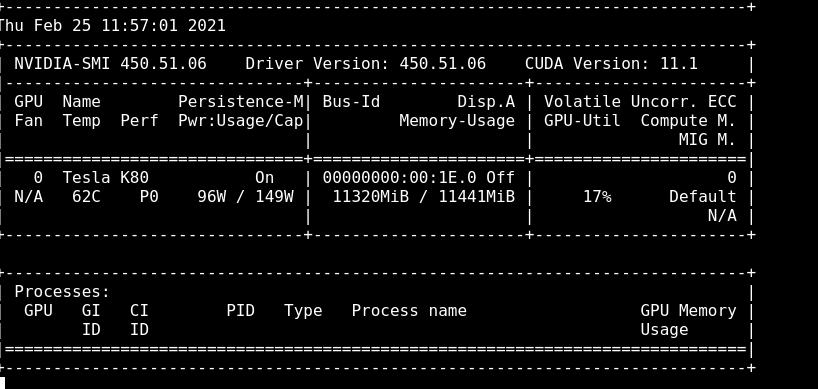 +-----------------------------------------------------------------------------+
Thu Feb 25 11:57:01 2021
+-----------------------------------------------------------------------------+
| NVIDIA-SMI 450.51.06    Driver Version: 450.51.06    CUDA Version: 11.1     |
|-------------------------------+----------------------+----------------------+
| GPU  Name        Persistence-M| Bus-Id        Disp.A | Volatile Uncorr. ECC |
| Fan  Temp  Perf  Pwr:Usage/Cap|         Memory-Usage | GPU-Util  Compute M. |
|                               |                      |               MIG M. |
|===============================+======================+======================|
|   0  Tesla K80           On   | 00000000:00:1E.0 Off |                    0 |
| N/A   62C    P0    96W / 149W |  11320MiB / 11441MiB |     17%      Default |
|                               |                      |                  N/A |
+-------------------------------+----------------------+----------------------+
+-----------------------------------------------------------------------------+
| Processes:                                                                  |
|  GPU   GI   CI        PID   Type   Process name                  GPU Memory |
|        ID   ID                                                   Usage      |
|=============================================================================|
+-----------------------------------------------------------------------------+